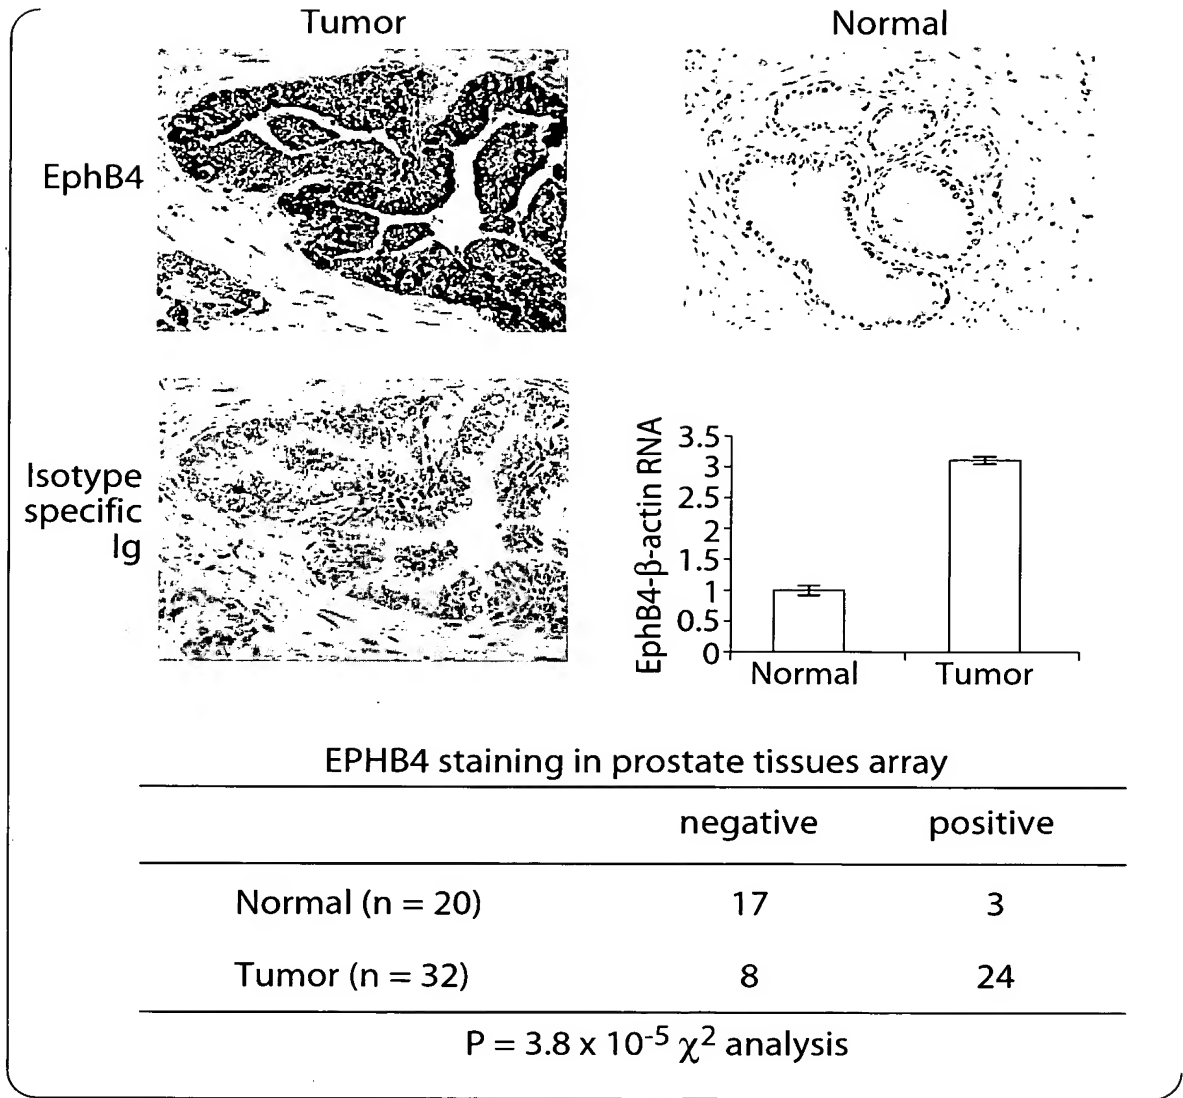 Tumor
Normal
EphB4
Isotype
specific
Ig
EphB4-β-actin RNA
3.5
3
2.5
2
1.5
1
0.5
0
Normal
Tumor
EPHB4 staining in prostate tissues array
negative positive
Normal (n = 20) 17 3
Tumor (n = 32) 8 24
P = 3.8 x 10⁻⁵ χ² analysis